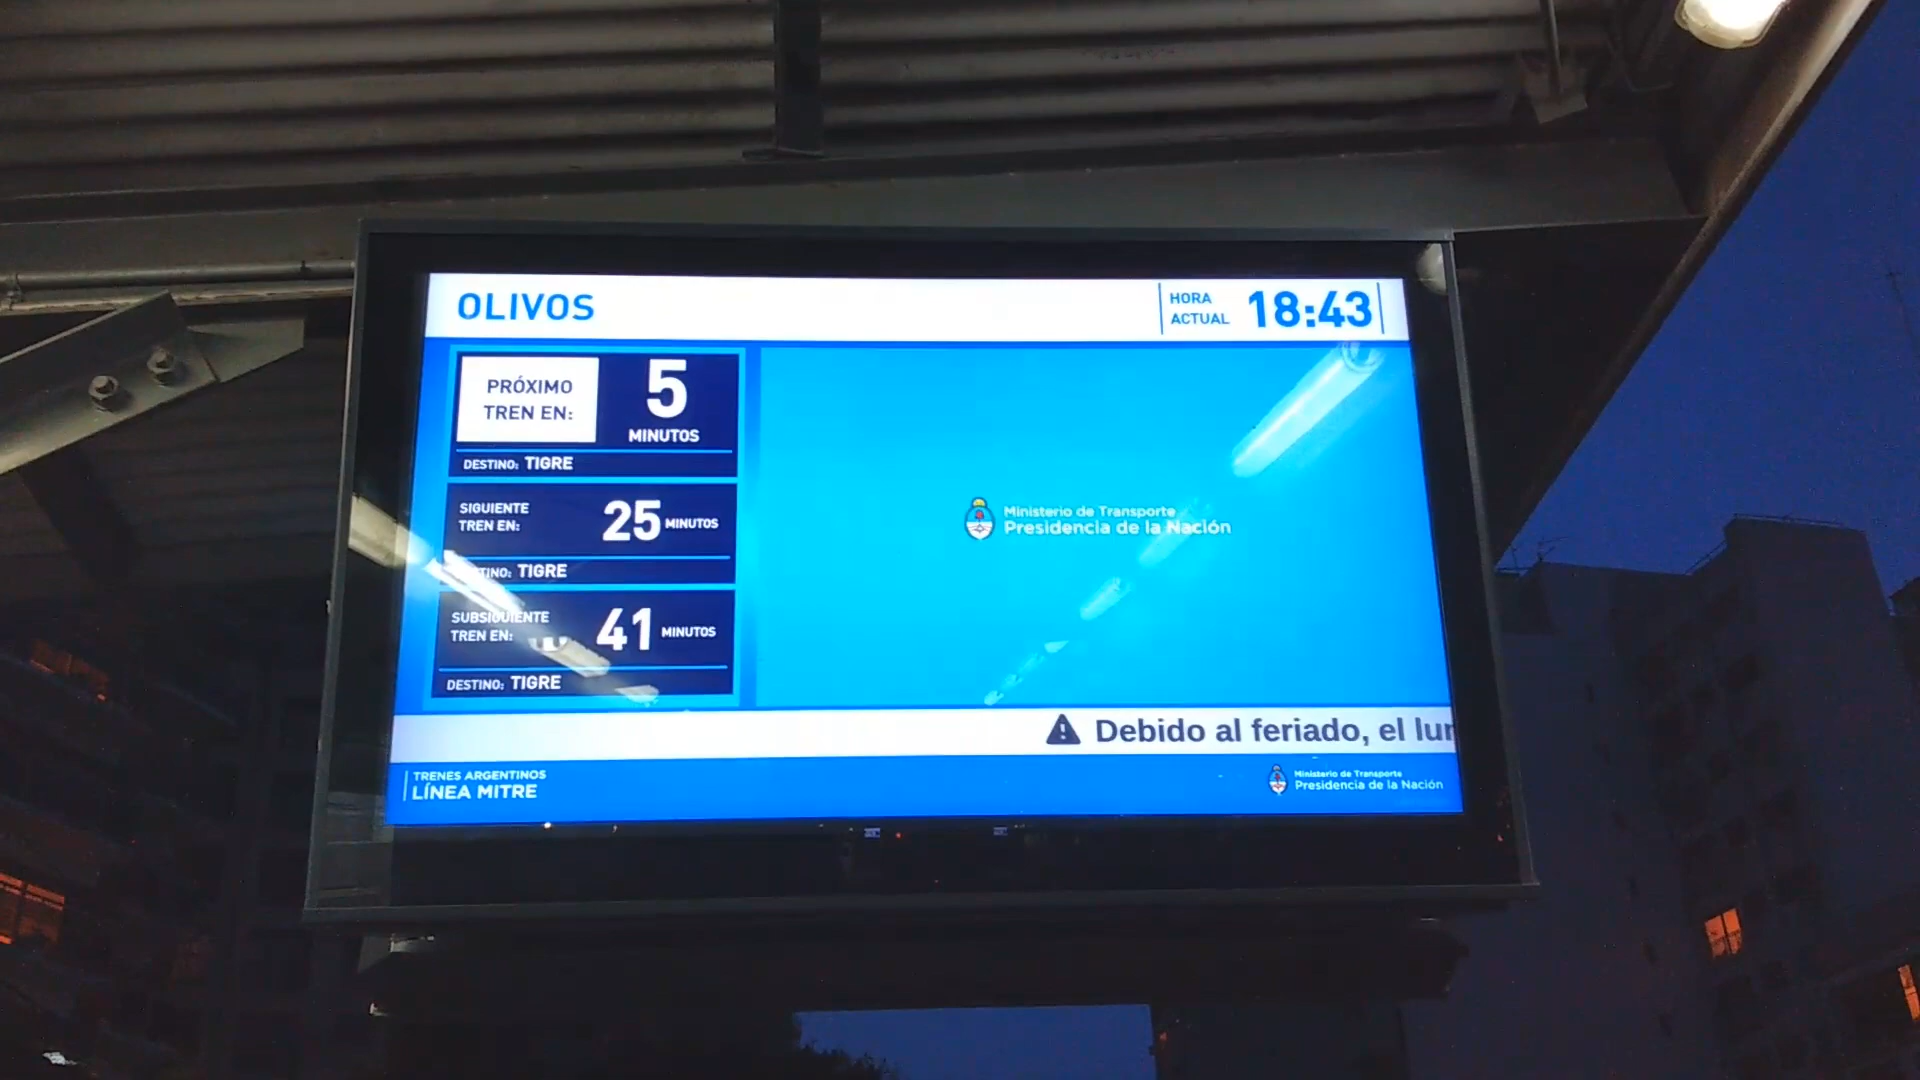 OLIVOS
HORA
ACTUAL
18:43
PRÓXIMO
TREN EN:
5
MINUTOS
DESTINO: TIGRE
SIGUIENTE
TREN EN:
25 MINUTOS
DESTINO: TIGRE
SUBSIGUIENTE
TREN EN:
41 MINUTOS
DESTINO: TIGRE
Ministerio de Transporte
Presidencia de la Nación
Debido al feriado, el
TRENES ARGENTINOS
LÍNEA MITRE
Ministerio de Transporte
Presidencia de la Nación